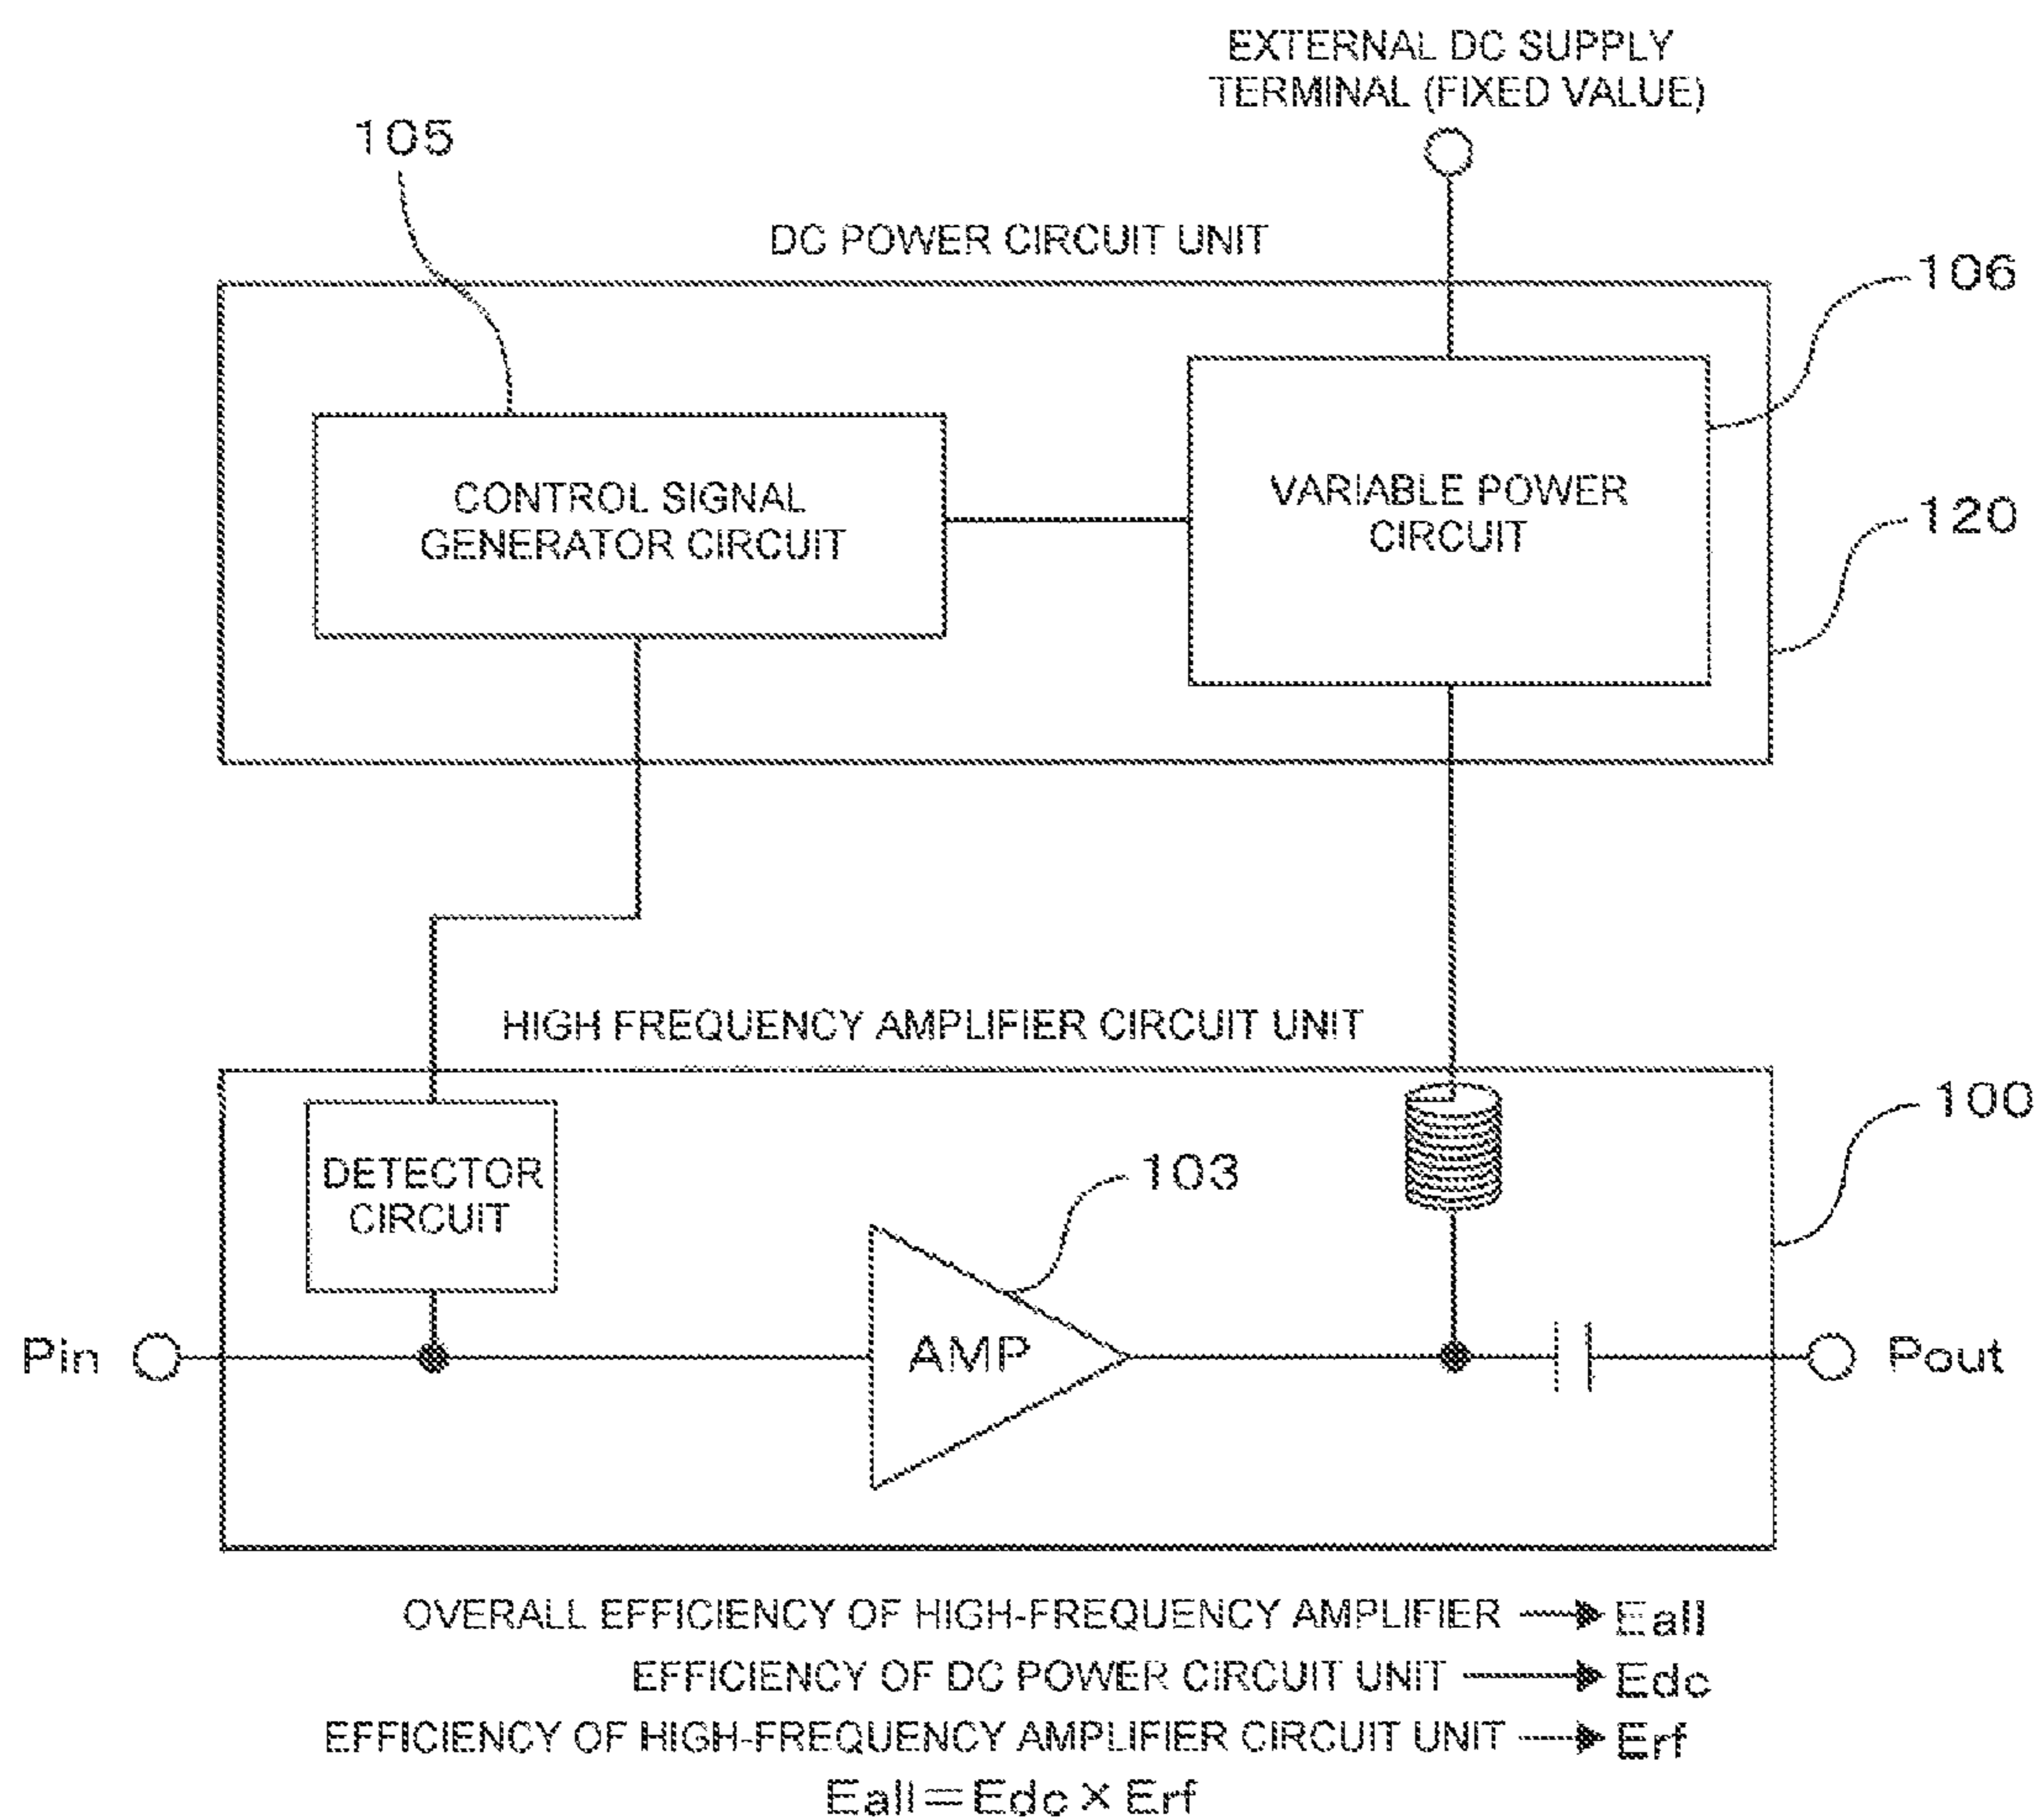 EXTERNAL DC SUPPLY
TERMINAL (FIXED VALUE)
105
DC POWER CIRCUIT UNIT
106
CONTROL SIGNAL
GENERATOR CIRCUIT
VARIABLE POWER
CIRCUIT
120
HIGH FREQUENCY AMPLIFIER CIRCUIT UNIT
100
DETECTOR
CIRCUIT
103
Pin
AMP
Pout
OVERALL EFFICIENCY OF HIGH-FREQUENCY AMPLIFIER → Eall
EFFICIENCY OF DC POWER CIRCUIT UNIT → Edc
EFFICIENCY OF HIGH-FREQUENCY AMPLIFIER CIRCUIT UNIT → Erf
Eall=Edc×Erf